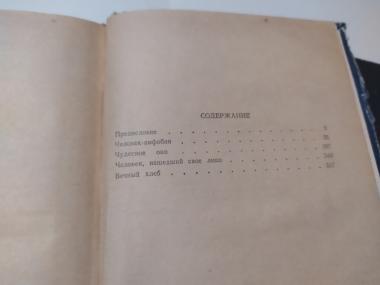 СОДЕРЖАНИЕ
Предисловие
Человек-амфибия
Чудесное око
Человек, нашедший свое лицо
Вечный хлеб